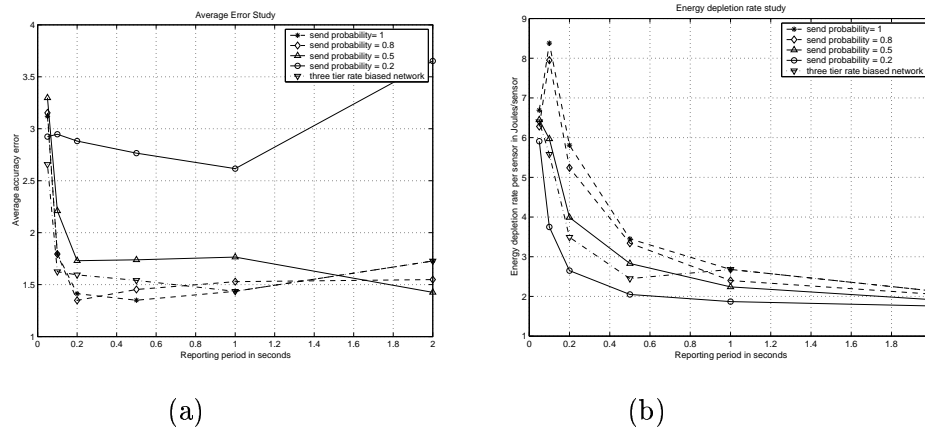 Average Error Study
4
3.5
3
2.5
2
1.5
1
0
0.2
0.4
0.6
0.8
1
1.2
1.4
1.6
1.8
2
Average accuracy error
Reporting period in seconds
send probability= 1
send probability = 0.8
send probability = 0.5
send probability = 0.2
three tier rate biased network
(a)
Energy depletion rate study
9
8
7
6
5
4
3
2
1
0
0.2
0.4
0.6
0.8
1
1.2
1.4
1.6
1.8
Energy depletion rate per sensor in Joules/sensor
Reporting period in seconds
send probability= 1
send probability = 0.8
send probability = 0.5
send probability = 0.2
three tier rate biased network
(b)